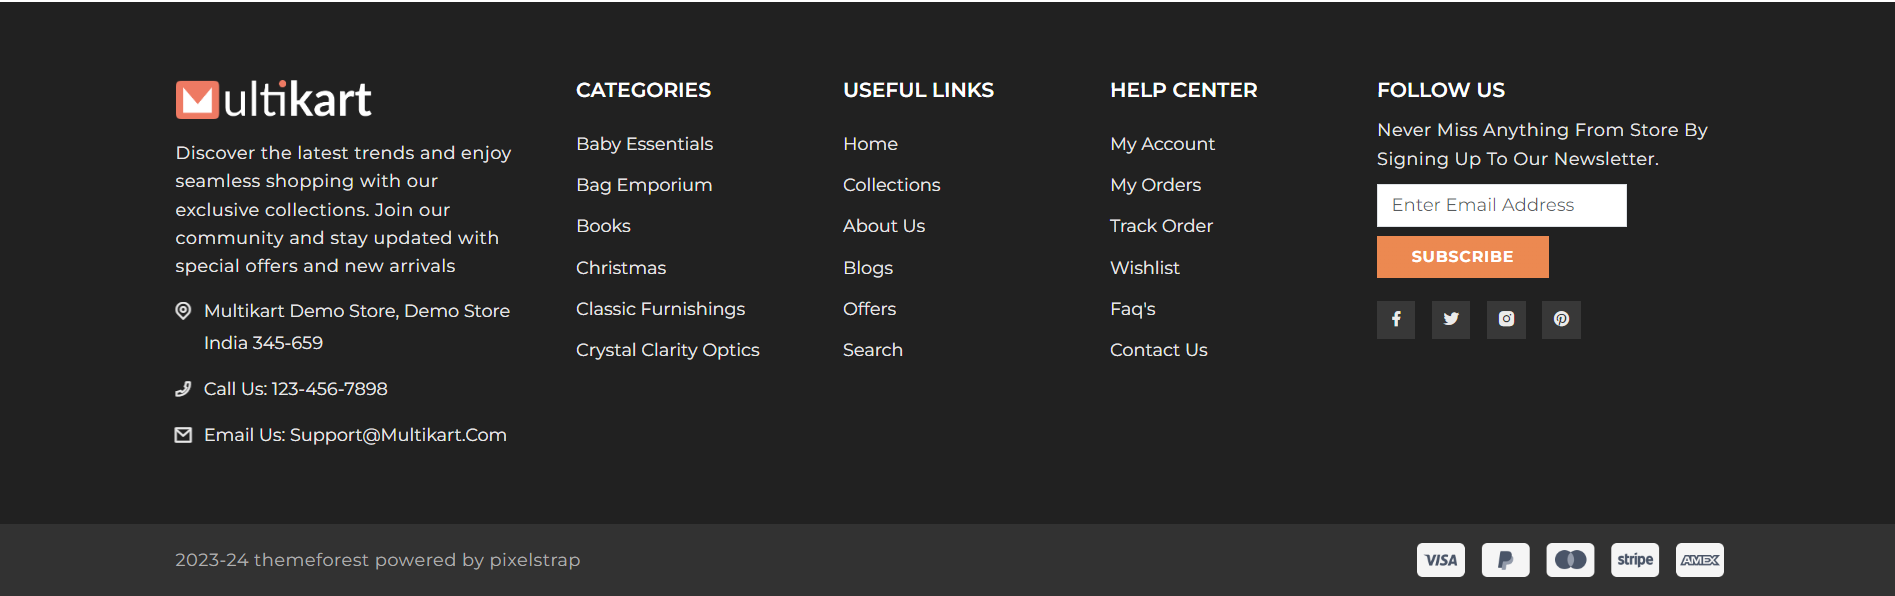 Multikart
Discover the latest trends and enjoy
seamless shopping with our
exclusive collections. Join our
community and stay updated with
special offers and new arrivals
Multikart Demo Store, Demo Store
India 345-659
Call Us: 123-456-7898
Email Us: Support@Multikart.Com
CATEGORIES
Baby Essentials
Bag Emporium
Books
Christmas
Classic Furnishings
Crystal Clarity Optics
USEFUL LINKS
Home
Collections
About Us
Blogs
Offers
Search
HELP CENTER
My Account
My Orders
Track Order
Wishlist
Faq's
Contact Us
FOLLOW US
Never Miss Anything From Store By
Signing Up To Our Newsletter.
Enter Email Address
SUBSCRIBE
2023-24 themeforest powered by pixelstrap
VISA
stripe
AMEX